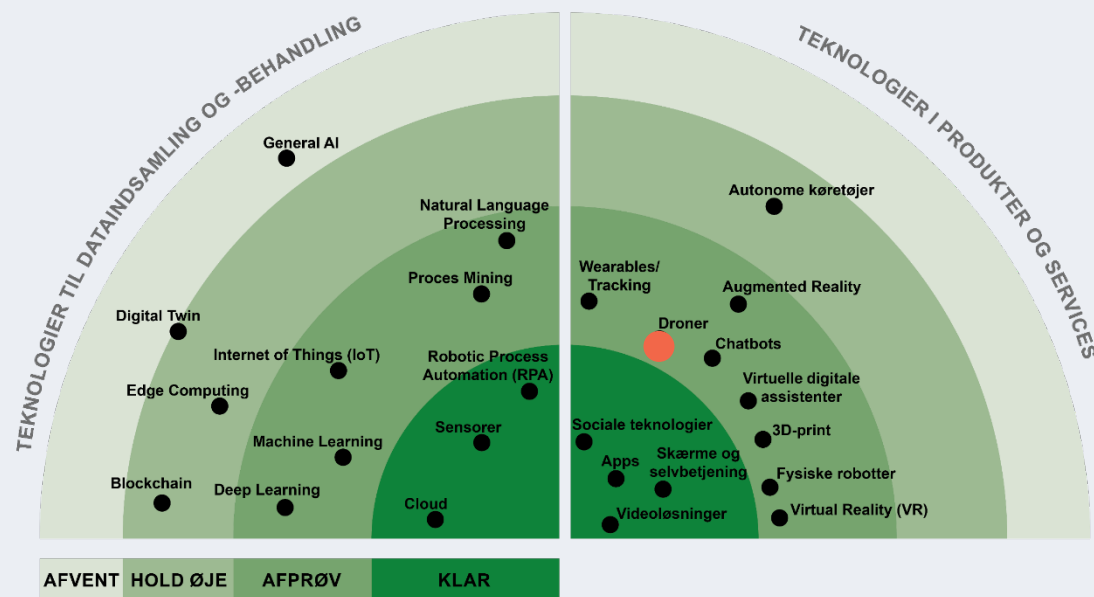 TEKNOLOGIER TIL DATAINDSAMLING OG -BEHANDLING
General AI
Natural Language
Processing
Proces Mining
Digital Twin
Internet of Things (IoT)
Robotic Process
Automation (RPA)
Edge Computing
Sensorer
Machine Learning
Blockchain
Deep Learning
Cloud
TEKNOLOGIER I PRODUKTER OG SERVICES
Autonome køretøjer
Wearables/
Tracking
Augmented Reality
Droner
Chatbots
Virtuelle digitale
assistenter
Sociale teknologier
3D-print
Apps
Skærme og
selvbetjening
Fysiske robotter
Videoløsninger
Virtual Reality (VR)
AFVENT HOLD ØJE AFPRØV KLAR